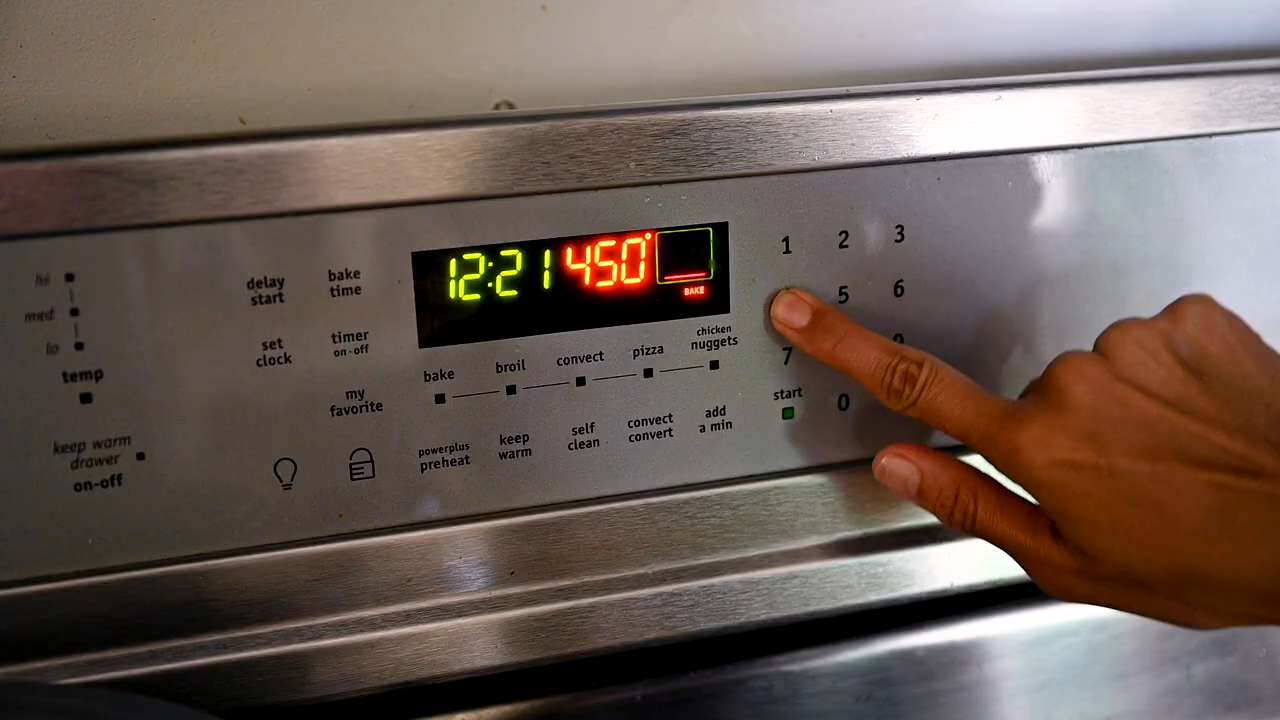 hi
med
lo
temp
keep warm
drawer
on-off
delay
start
bake
time
set
clock
timer
on-off
my
favorite
12:21 450°
BAKE
bake
broil
convect
pizza
chicken
nuggets
powerplus
preheat
keep
warm
self
clean
convect
convert
add
a min
1 2 3
5 6
7
start
0